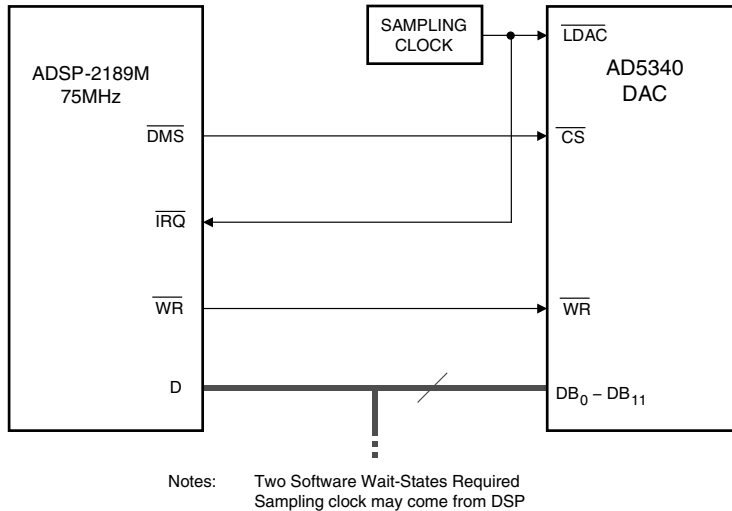 SAMPLING
CLOCK
ADSP-2189M
75MHz
LDAC
AD5340
DAC
DMS
CS
IRQ
WR
WR
D
DB0 – DB11
Notes: Two Software Wait-States Required
Sampling clock may come from DSP